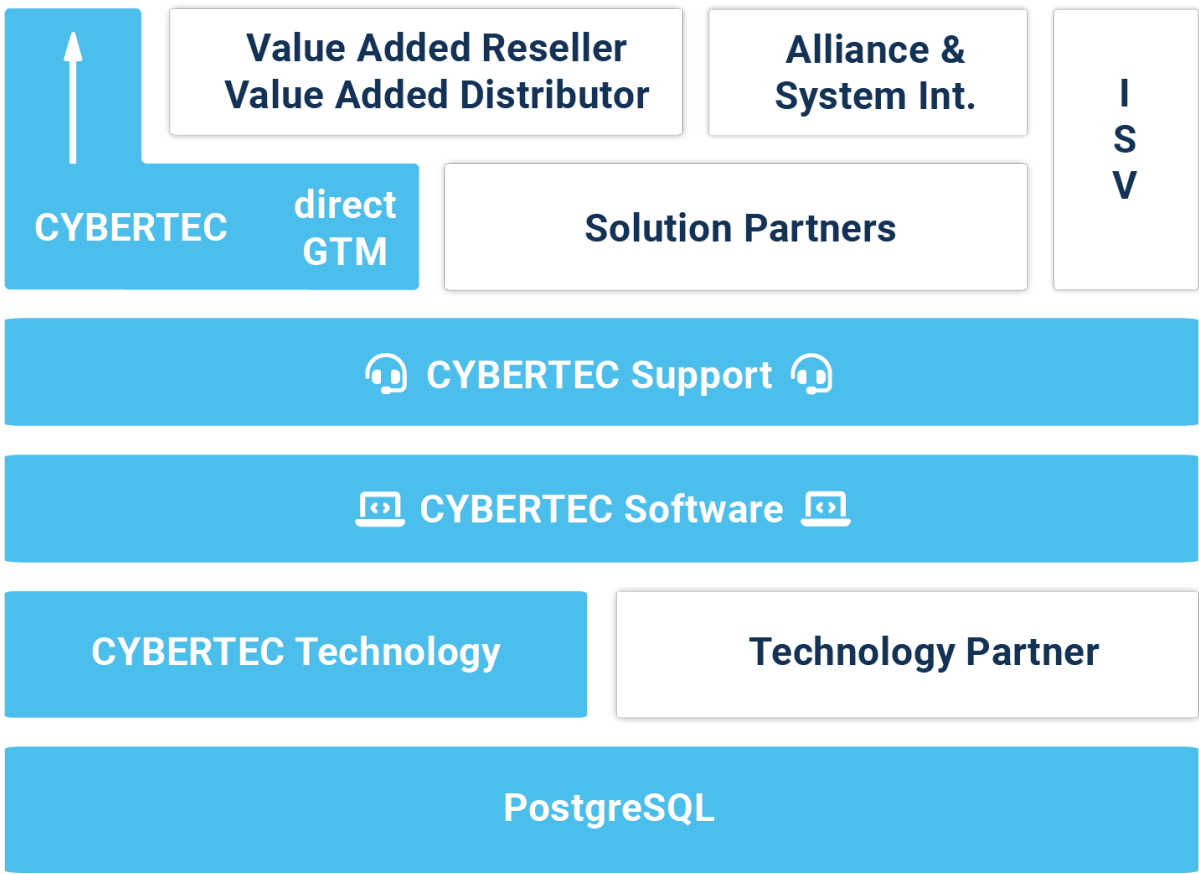 Value Added Reseller
Value Added Distributor
Alliance &
System Int.
I
S
V
CYBERTEC
direct
GTM
Solution Partners
CYBERTEC Support
CYBERTEC Software
CYBERTEC Technology
Technology Partner
PostgreSQL